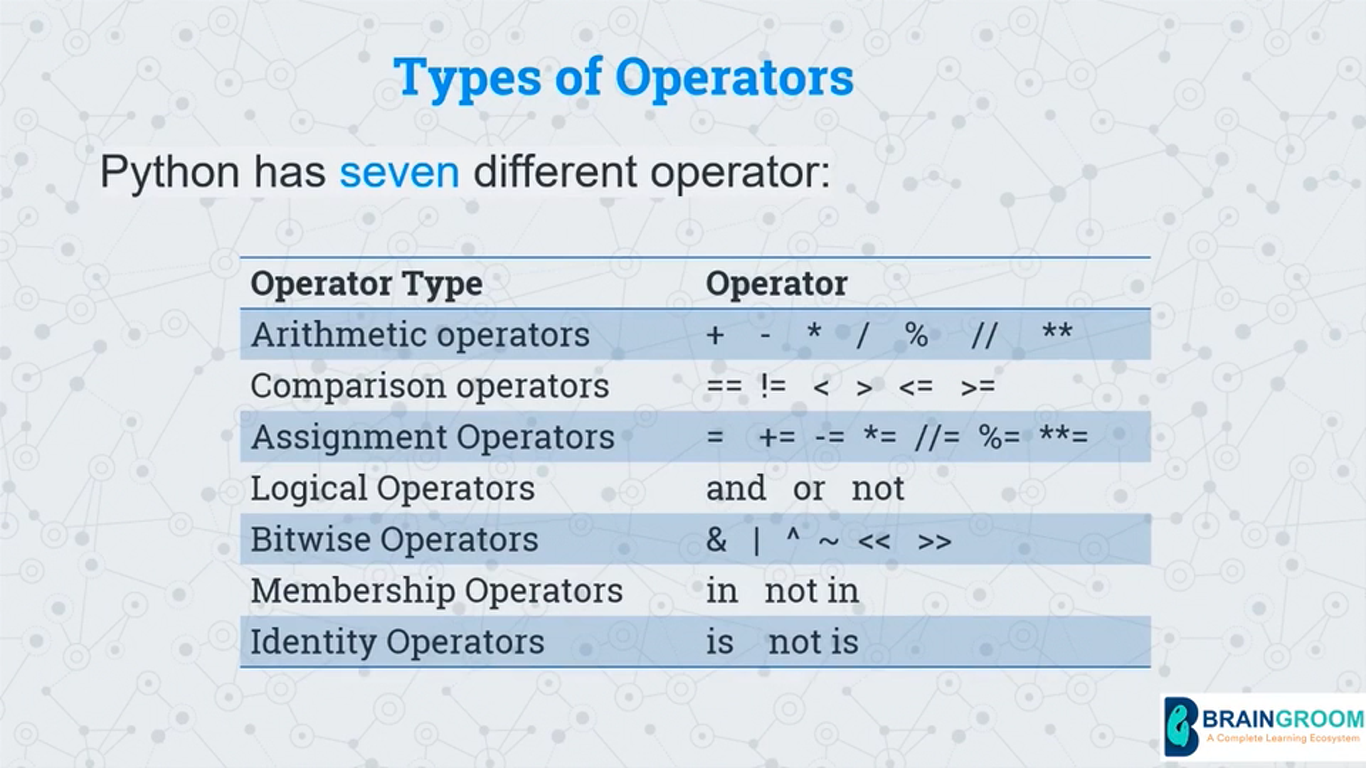 Types of Operators
Python has seven different operator:
Operator Type Operator
Arithmetic operators + - * / % // **
Comparison operators == != < > <= >=
Assignment Operators = += -= *= //= %= **=
Logical Operators and or not
Bitwise Operators & | ^ ~ << >>
Membership Operators in not in
Identity Operators is not is
BRAINGROOM
A Complete Learning Ecosystem